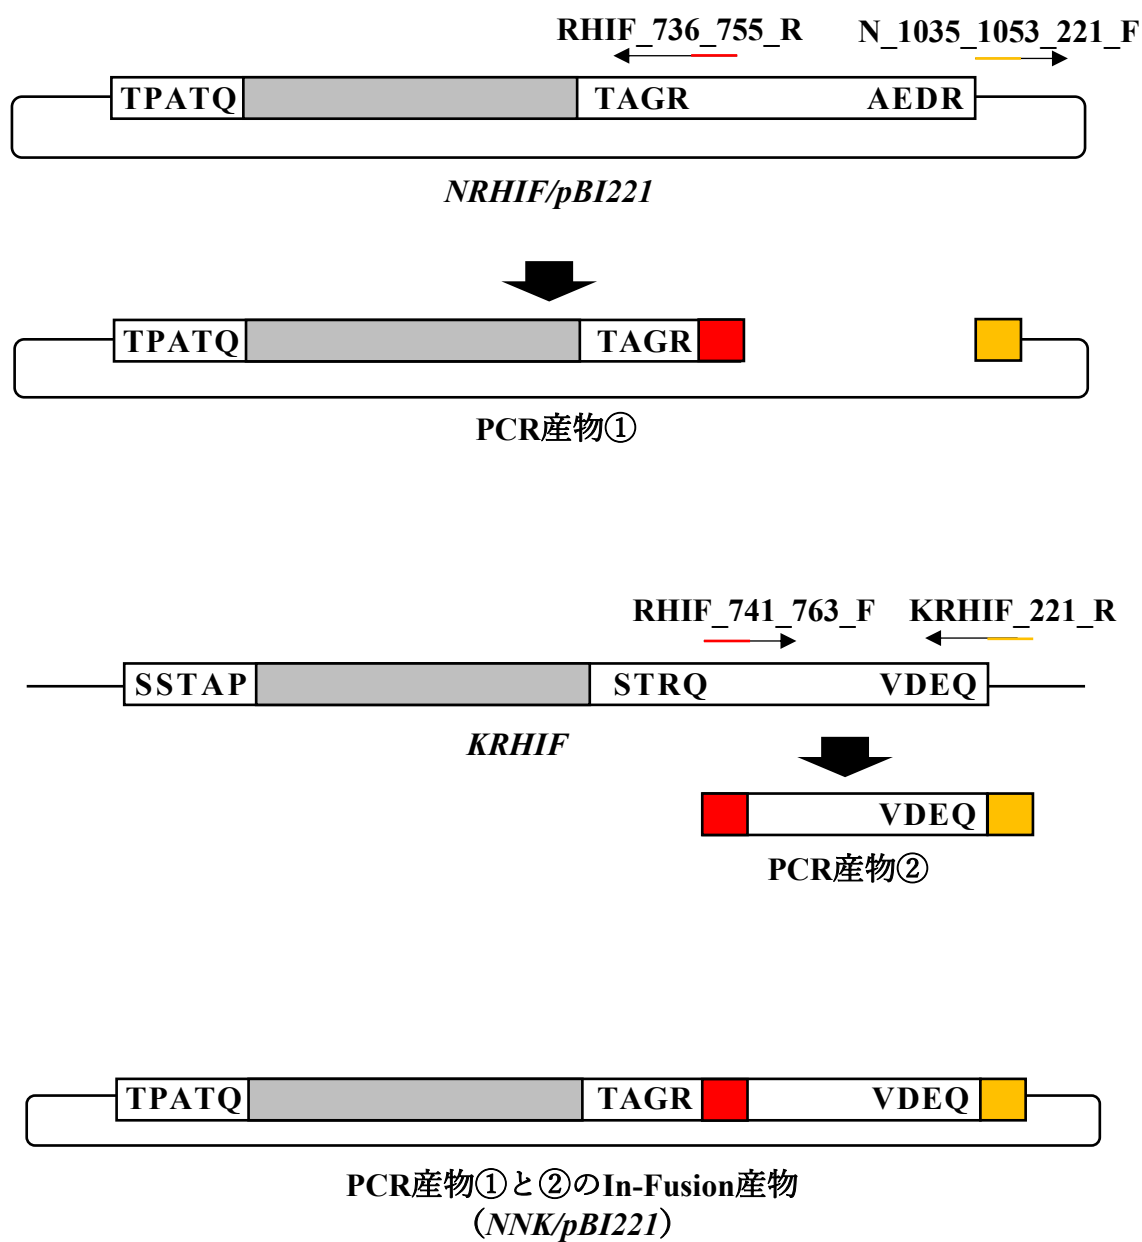 RHIF_736_755_R N_1035_1053_221_F
TPATQ TAGR AEDR
NRHIF/pBI221
TPATQ TAGR
PCR産物①
RHIF_741_763_F KRHIF_221_R
SSTAP STRQ VDEQ
KRHIF
VDEQ
PCR産物②
TPATQ TAGR VDEQ
PCR産物①と②のIn-Fusion産物
（NNK/pBI221）